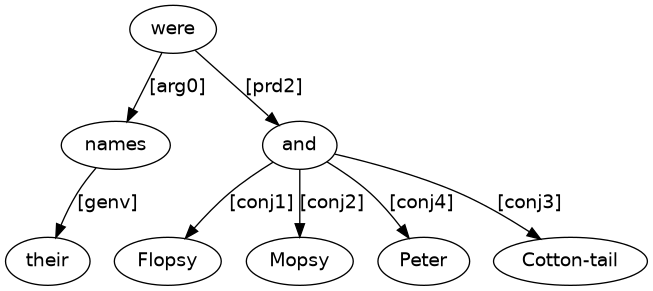 were
[arg0] [prd2]
names and
[genv] [conj1] [conj2] [conj4] [conj3]
their Flopsy Mopsy Peter Cotton-tail